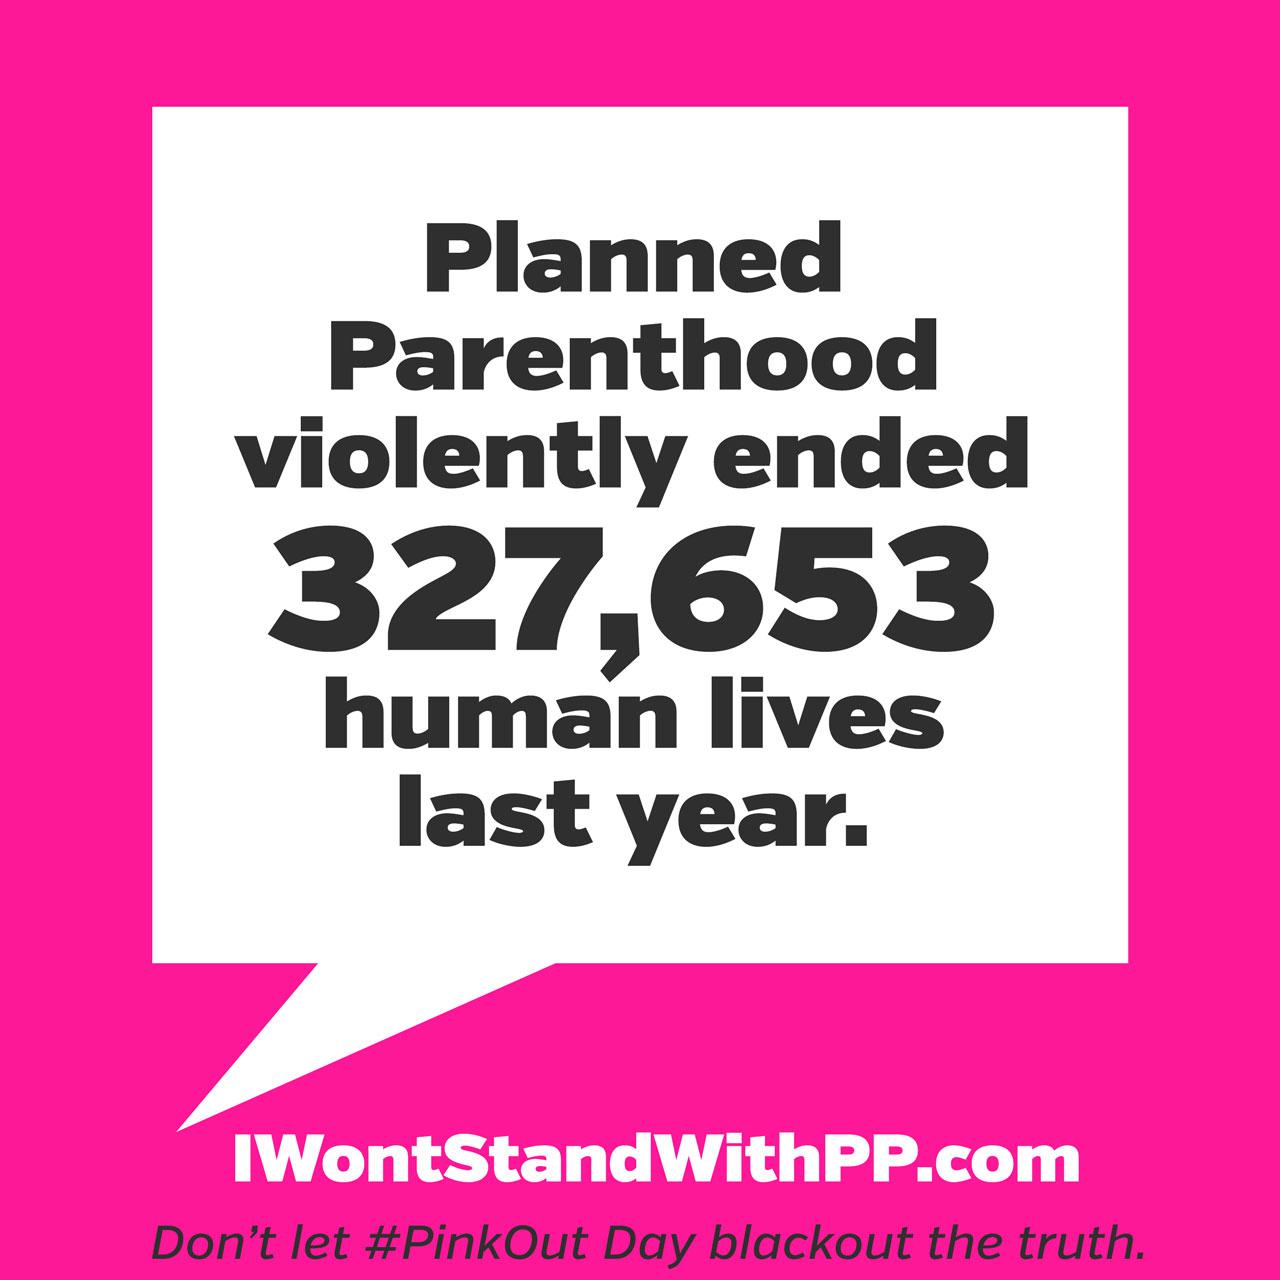 Planned
Parenthood
violently ended
327,653
human lives
last year.
IWontStandWithPP.com
Don’t let #PinkOut Day blackout the truth.